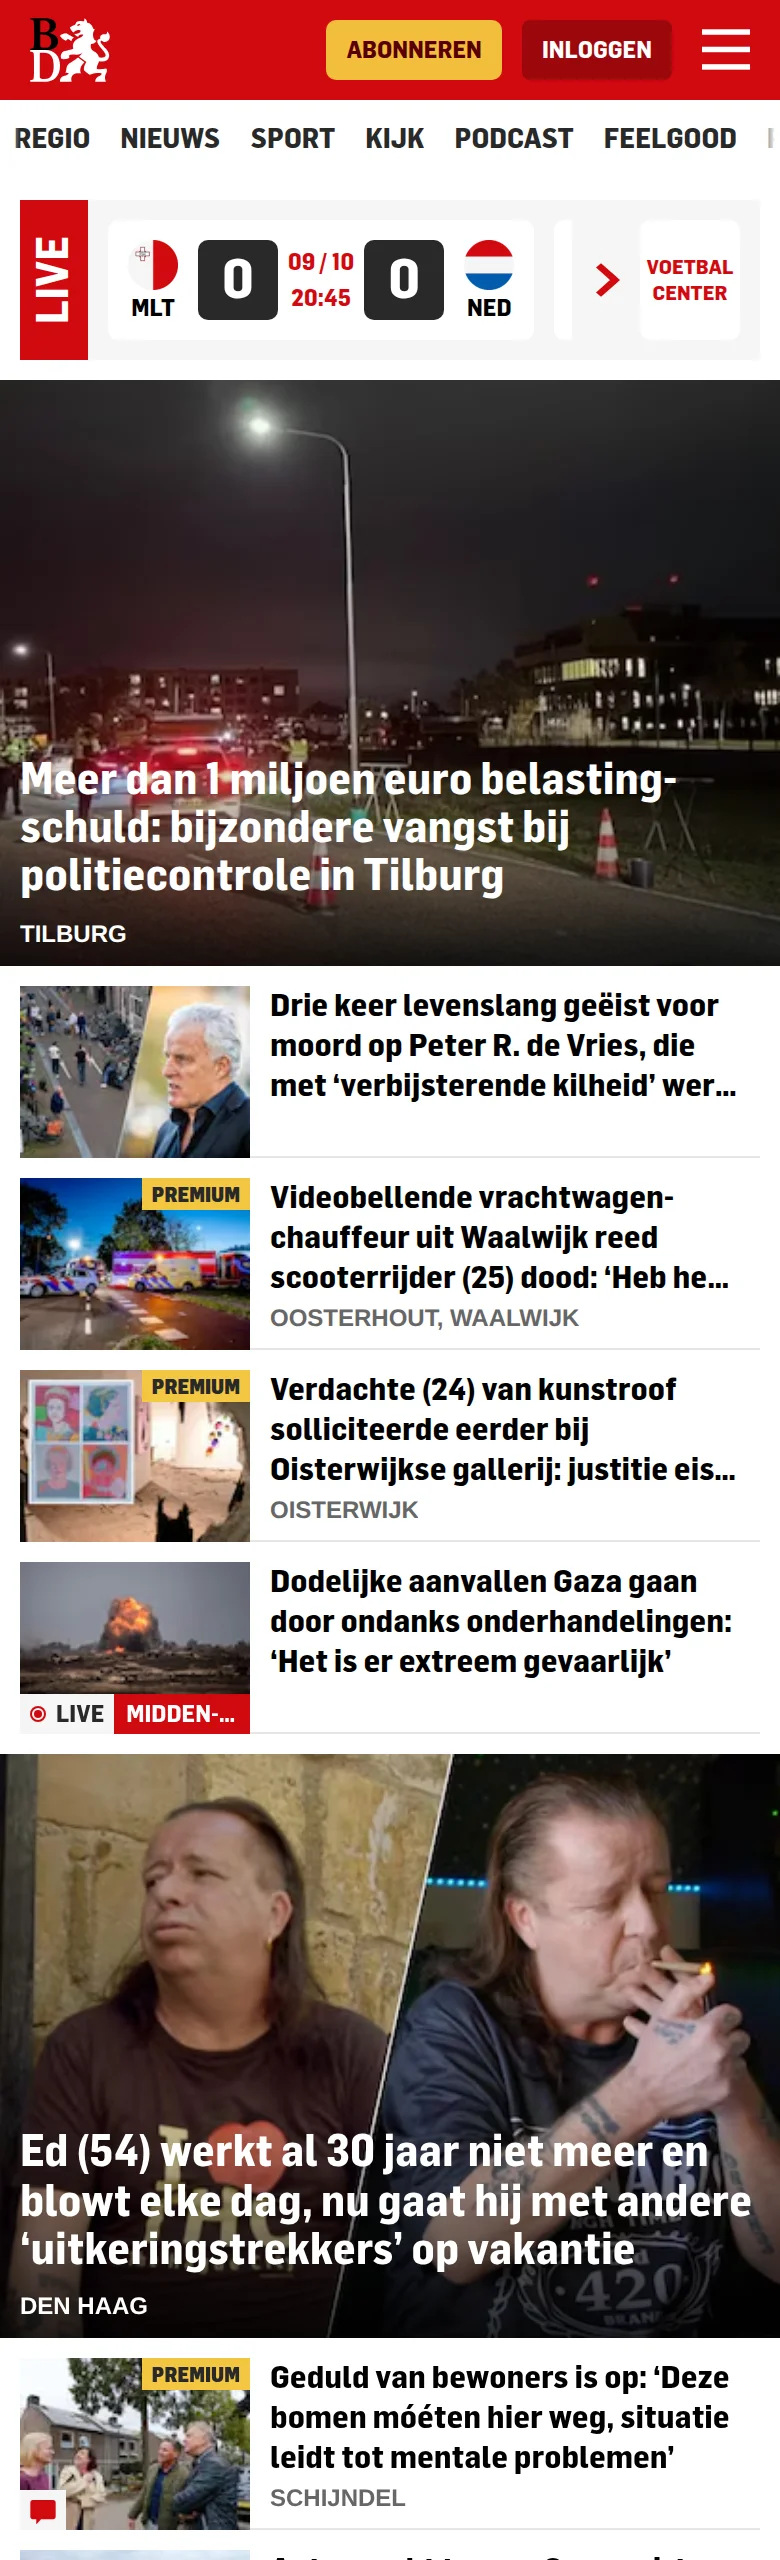 B
D
ABONNEREN
INLOGGEN
REGIO NIEUWS SPORT KIJK PODCAST FEELGOOD
LIVE
MLT
0
09 / 10
20:45
0
NED
VOETBAL
CENTER
Meer dan 1 miljoen euro belasting-
schuld: bijzondere vangst bij
politiecontrole in Tilburg
TILBURG
Drie keer levenslang geëist voor
moord op Peter R. de Vries, die
met ‘verbijsterende kilheid’ wer...
PREMIUM
Videobellende vrachtwagen-
chauffeur uit Waalwijk reed
scooterrijder (25) dood: ‘Heb he...
OOSTERHOUT, WAALWIJK
PREMIUM
Verdachte (24) van kunstroof
solliciteerde eerder bij
Oisterwijkse gallerij: justitie eis...
OISTERWIJK
Dodelijke aanvallen Gaza gaan
door ondanks onderhandelingen:
‘Het is er extreem gevaarlijk’
LIVE MIDDEN-...
Ed (54) werkt al 30 jaar niet meer en
blowt elke dag, nu gaat hij met andere
‘uitkeringstrekkers’ op vakantie
420
DEN HAAG
PREMIUM
Geduld van bewoners is op: ‘Deze
bomen móéten hier weg, situatie
leidt tot mentale problemen’
SCHIJNDEL